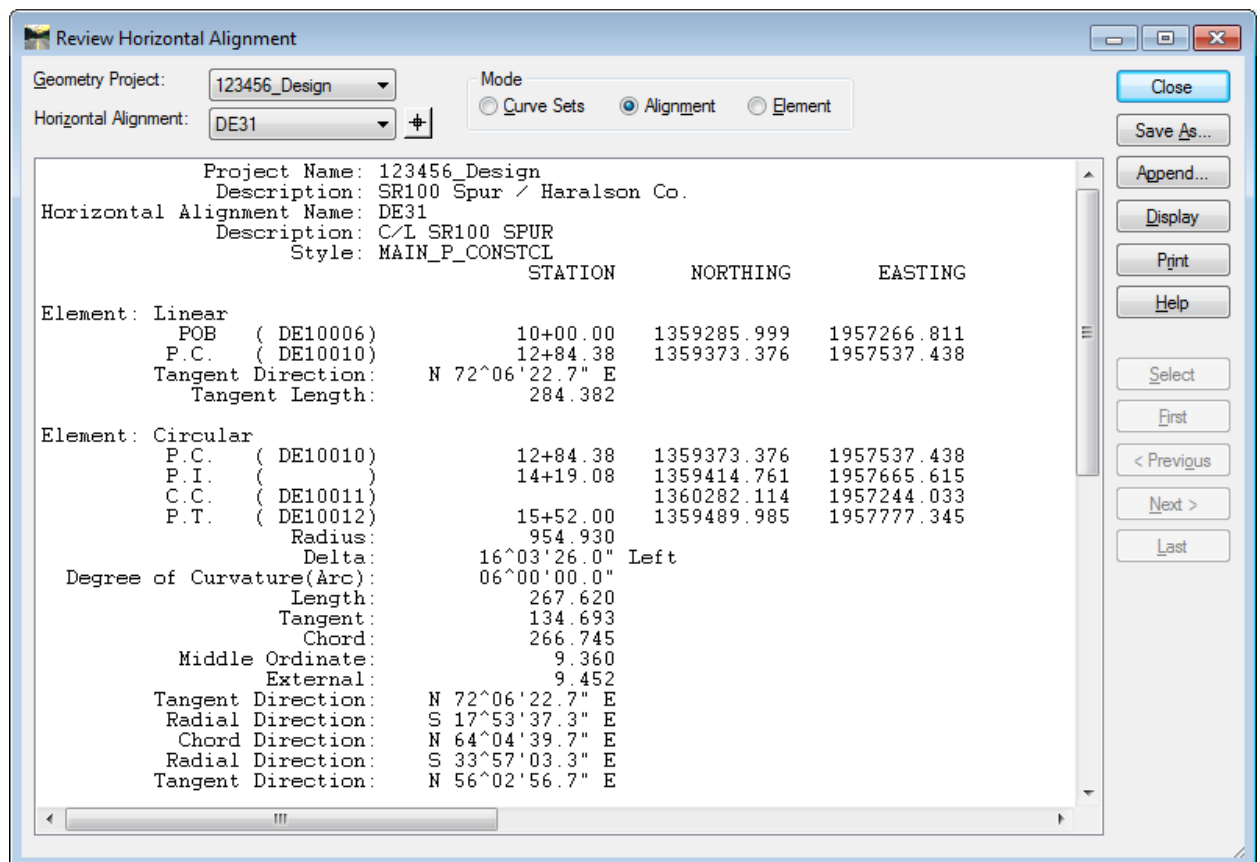 Review Horizontal Alignment
Geometry Project: 123456_Design
Horizontal Alignment: DE31
Mode
Curve Sets Alignment Element
Close
Save As...
Append...
Display
Print
Help
Select
First
< Previous
Next >
Last
Project Name: 123456_Design
Description: SR100 Spur / Haralson Co.
Horizontal Alignment Name: DE31
Description: C/L SR100 SPUR
Style: MAIN_P_CONSTCL
STATION NORTHING EASTING
Element: Linear
POB ( DE10006) 10+00.00 1359285.999 1957266.811
P.C. ( DE10010) 12+84.38 1359373.376 1957537.438
Tangent Direction: N 72^06'22.7" E
Tangent Length: 284.382
Element: Circular
P.C. ( DE10010) 12+84.38 1359373.376 1957537.438
P.I. ( ) 14+19.08 1359414.761 1957665.615
C.C. ( DE10011) 1360282.114 1957244.033
P.T. ( DE10012) 15+52.00 1359489.985 1957777.345
Radius: 954.930
Delta: 16^03'26.0" Left
Degree of Curvature(Arc): 06^00'00.0"
Length: 267.620
Tangent: 134.693
Chord: 266.745
Middle Ordinate: 9.360
External: 9.452
Tangent Direction: N 72^06'22.7" E
Radial Direction: S 17^53'37.3" E
Chord Direction: N 64^04'39.7" E
Radial Direction: S 33^57'03.3" E
Tangent Direction: N 56^02'56.7" E